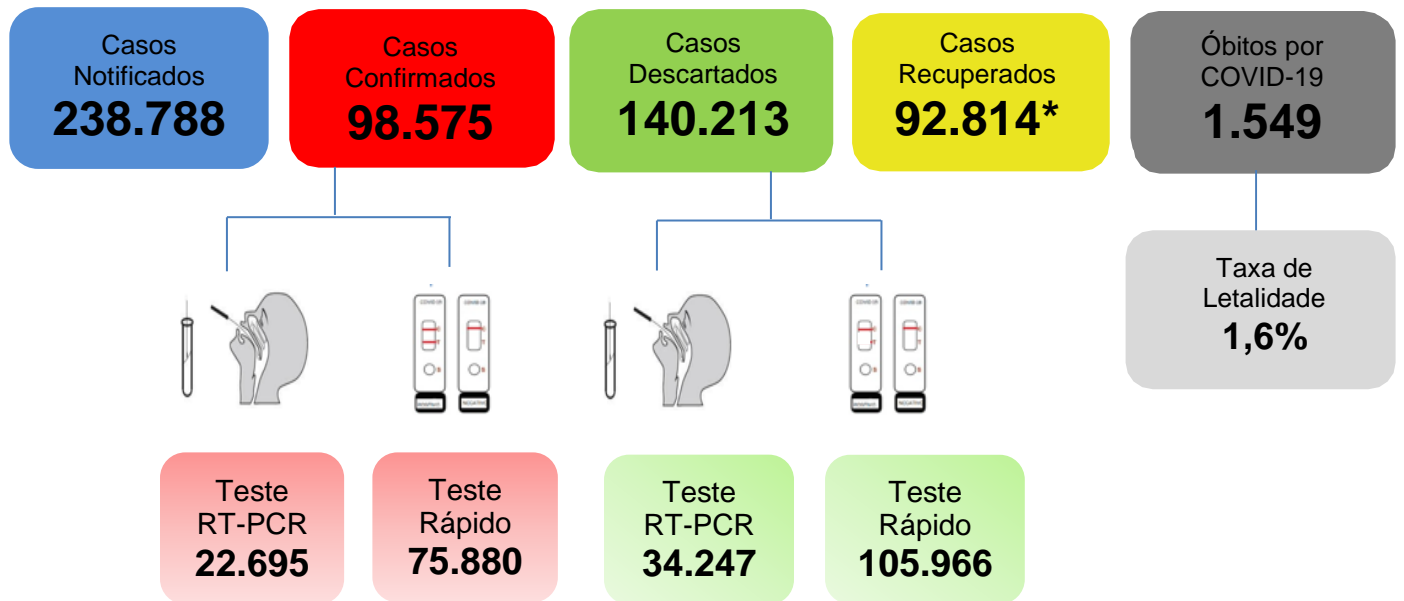 Casos
Notificados
238.788
Casos
Confirmados
98.575
Casos
Descartados
140.213
Casos
Recuperados
92.814*
Óbitos por
COVID-19
1.549
Taxa de
Letalidade
1,6%
Teste
RT-PCR
22.695
Teste
Rápido
75.880
Teste
RT-PCR
34.247
Teste
Rápido
105.966